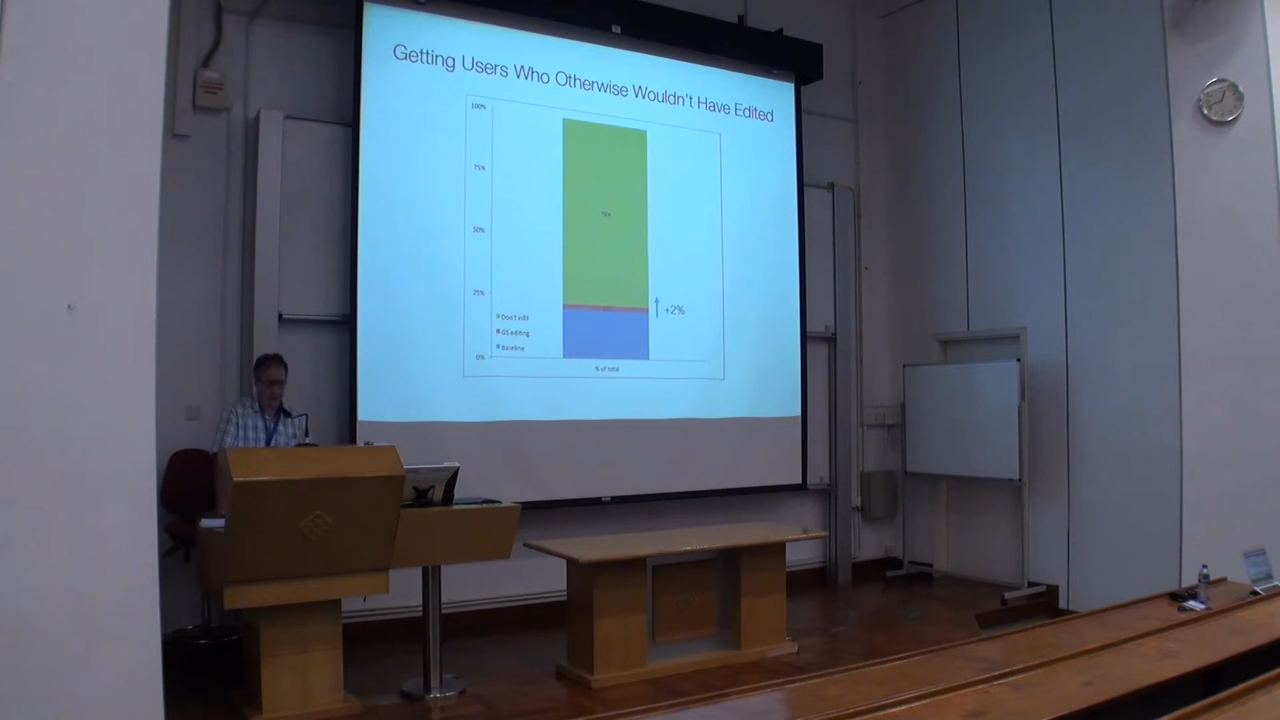 Getting Users Who Otherwise Wouldn't Have Edited
100%
75%
50%
25%
0%
Don't edit
GS editing
Baseline
+2%
% of total